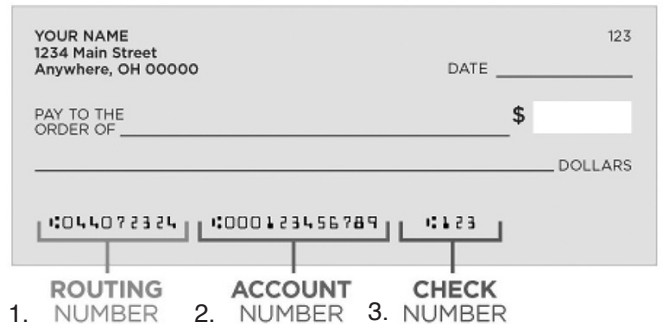 YOUR NAME 123
1234 Main Street
Anywhere, OH 00000
DATE
PAY TO THE
ORDER OF $
DOLLARS
⑆044072324⑆ ⑆000123456789⑆ ⑆123
ROUTING ACCOUNT CHECK
1. NUMBER 2. NUMBER 3. NUMBER